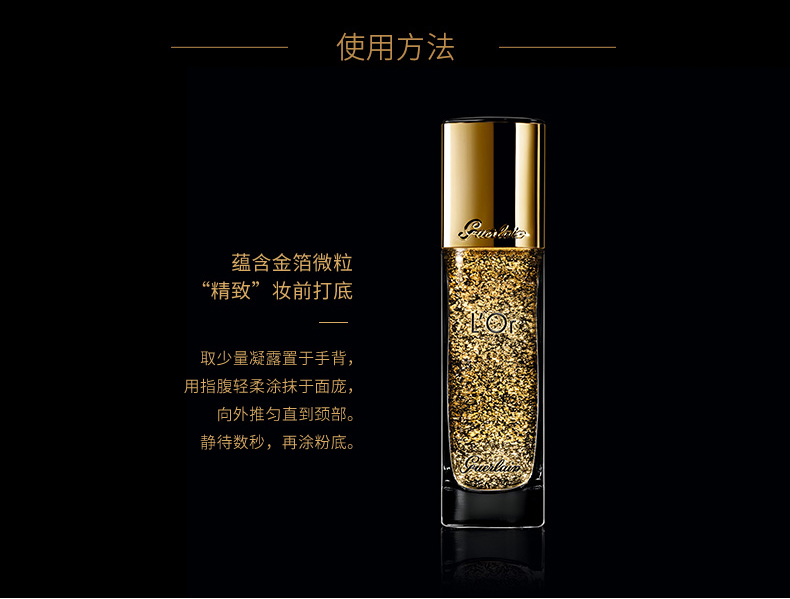 使用方法
Guerlain
蕴含金箔微粒
“精致”妆前打底
L'Or
取少量凝露置于手背，
用指腹轻柔涂抹于面庞，
向外推匀直到颈部。
静待数秒，再涂粉底。
Guerlain